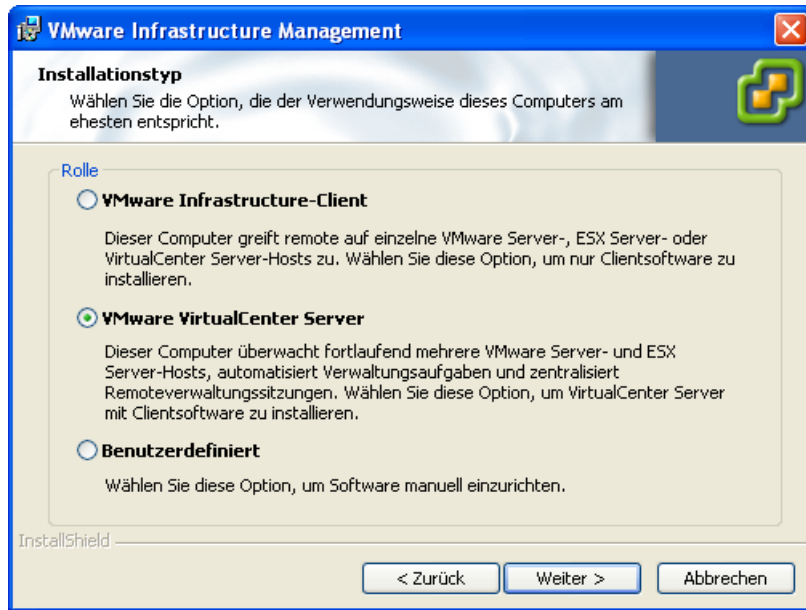 VMware Infrastructure Management
Installationstyp
Wählen Sie die Option, die der Verwendungsweise dieses Computers am
ehesten entspricht.
Rolle
VMware Infrastructure-Client
Dieser Computer greift remote auf einzelne VMware Server-, ESX Server- oder
VirtualCenter Server-Hosts zu. Wählen Sie diese Option, um nur Clientsoftware zu
installieren.
VMware VirtualCenter Server
Dieser Computer überwacht fortlaufend mehrere VMware Server- und ESX
Server-Hosts, automatisiert Verwaltungsaufgaben und zentralisiert
Remoteverwaltungssitzungen. Wählen Sie diese Option, um VirtualCenter Server
mit Clientsoftware zu installieren.
Benutzerdefiniert
Wählen Sie diese Option, um Software manuell einzurichten.
InstallShield
< Zurück Weiter > Abbrechen